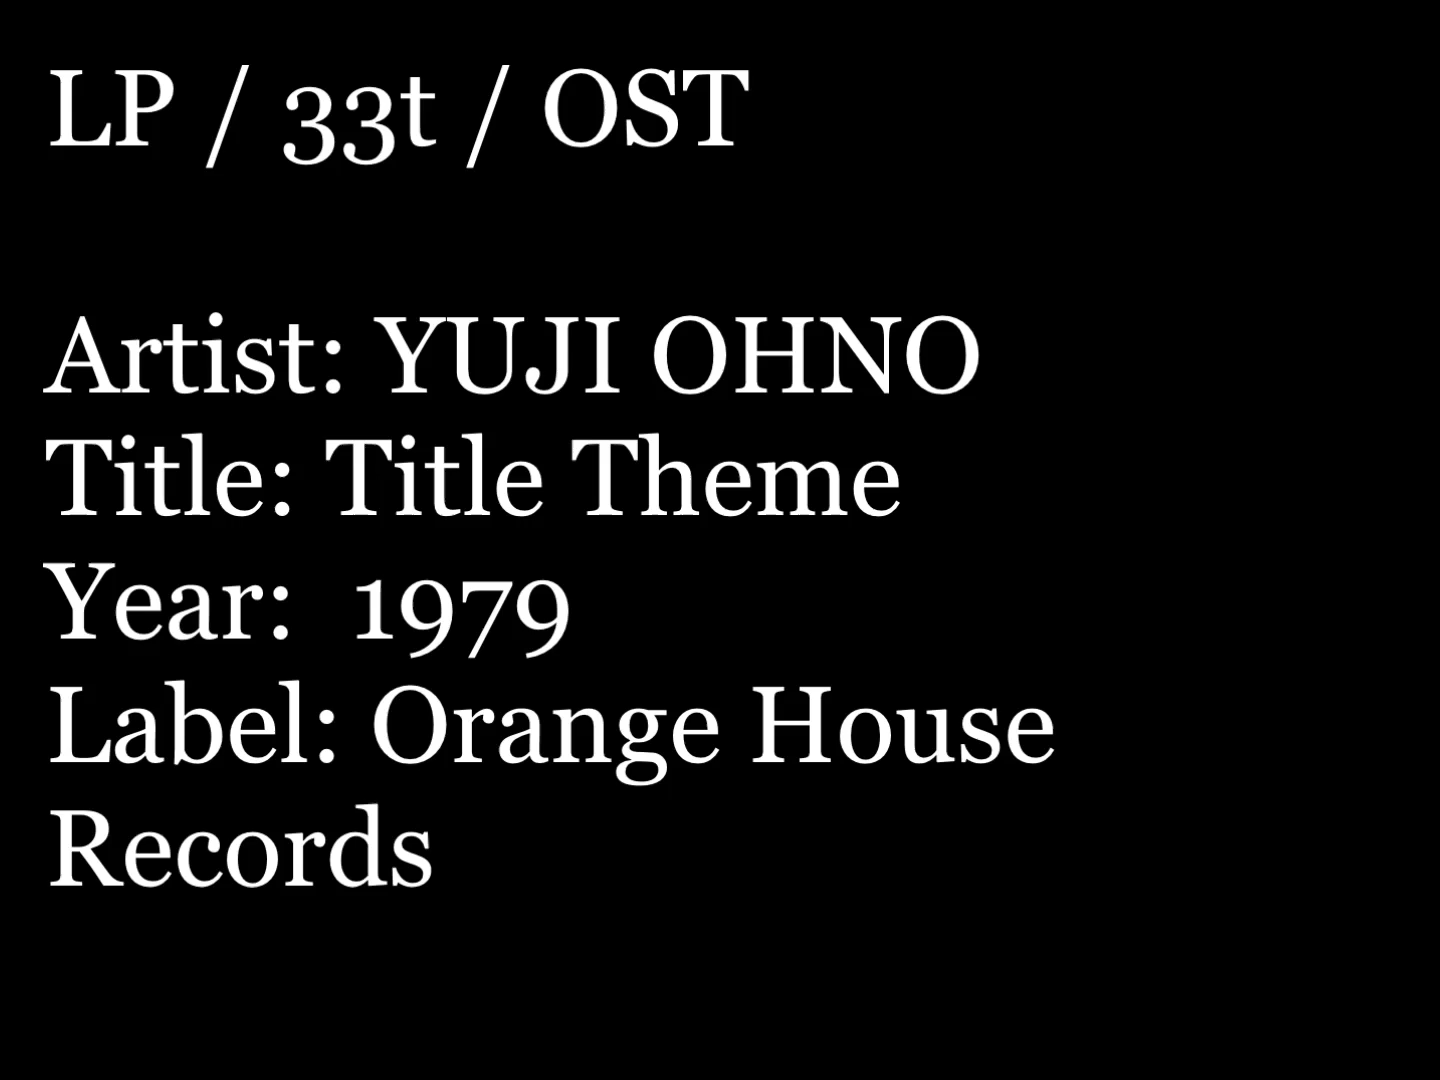 LP / 33t / OST
Artist: YUJI OHNO
Title: Title Theme
Year: 1979
Label: Orange House
Records